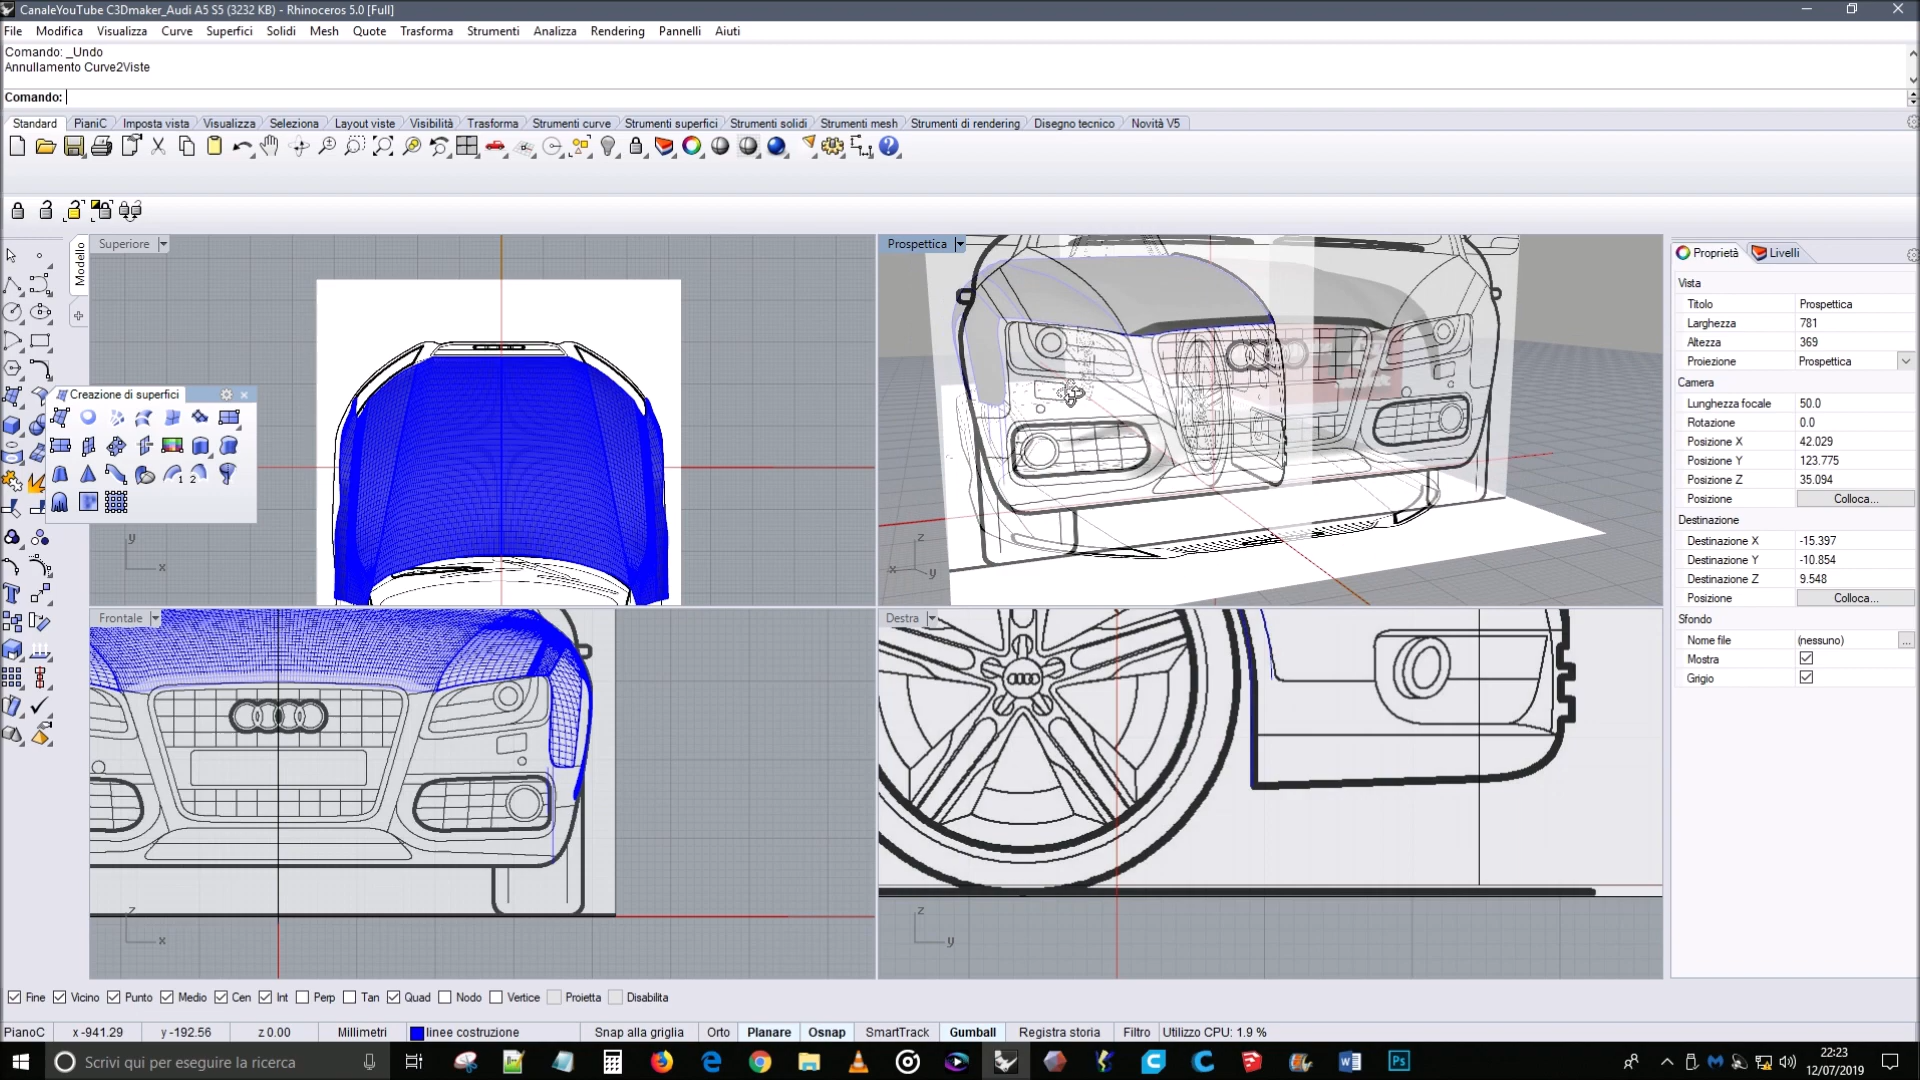 CanaleYouTube C3Dmaker_Audi A5 S5 (3232 KB) - Rhinoceros 5.0 [Full]
File Modifica Visualizza Curve Superfici Solidi Mesh Quote Trasforma Strumenti Analizza Rendering Pannelli Aiuti
Comando: _Undo
Annullamento Curve2Viste
Comando:
Standard PianiC Imposta vista Visualizza Seleziona Layout viste Visibilità Trasforma Strumenti curve Strumenti superfici Strumenti solidi Strumenti mesh Strumenti di rendering Disegno tecnico Novità V5
Modello
Superiore
Prospettica
Proprietà Livelli
Vista
Titolo Prospettica
Larghezza 781
Altezza 369
Proiezione Prospettica
Camera
Lunghezza focale 50.0
Rotazione 0.0
Posizione X 42.029
Posizione Y 123.775
Posizione Z 35.094
Posizione Colloca...
Destinazione
Destinazione X -15.397
Destinazione Y -10.854
Destinazione Z 9.548
Posizione Colloca...
Sfondo
Nome file (nessuno) ...
Mostra
Grigio
Creazione di superfici
1 2
y
x
z
x
y
Frontale
Destra
z
x
z
y
Fine Vicino Punto Medio Cen Int Perp Tan Quad Nodo Vertice Proietta Disabilita
PianoC x -941.29 y -192.56 z 0.00 Millimetri linee costruzione Snap alla griglia Orto Planare Osnap SmartTrack Gumball Registra storia Filtro Utilizzo CPU: 1.9 %
Scrivi qui per eseguire la ricerca
22:23
12/07/2019